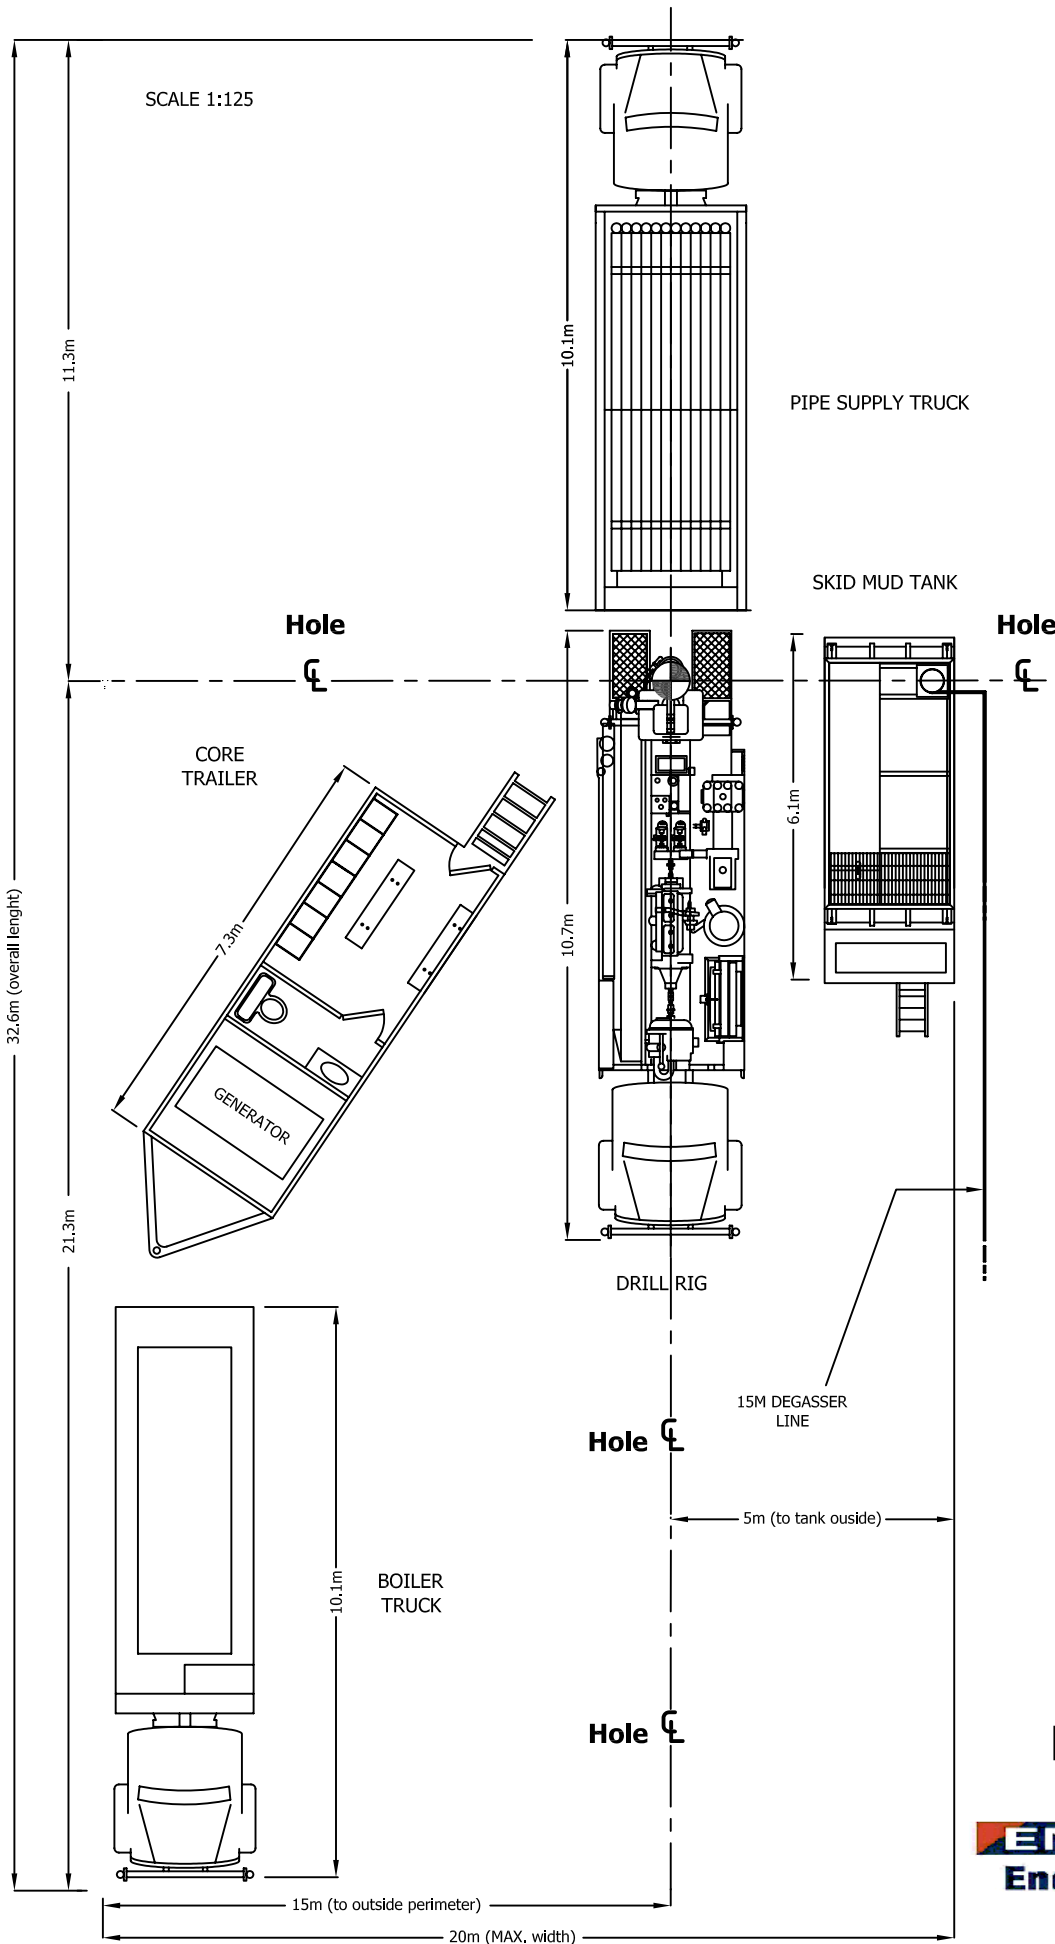 SCALE 1:125
11.3m
10.1m
PIPE SUPPLY TRUCK
SKID MUD TANK
Hole
Hole
CORE
TRAILER
6.1m
7.3m
10.7m
32.6m (overall lenght)
GENERATOR
21.3m
DRILL RIG
15M DEGASSER
LINE
Hole
5m (to tank ouside)
10.1m
BOILER
TRUCK
Hole
15m (to outside perimeter)
20m (MAX. width)